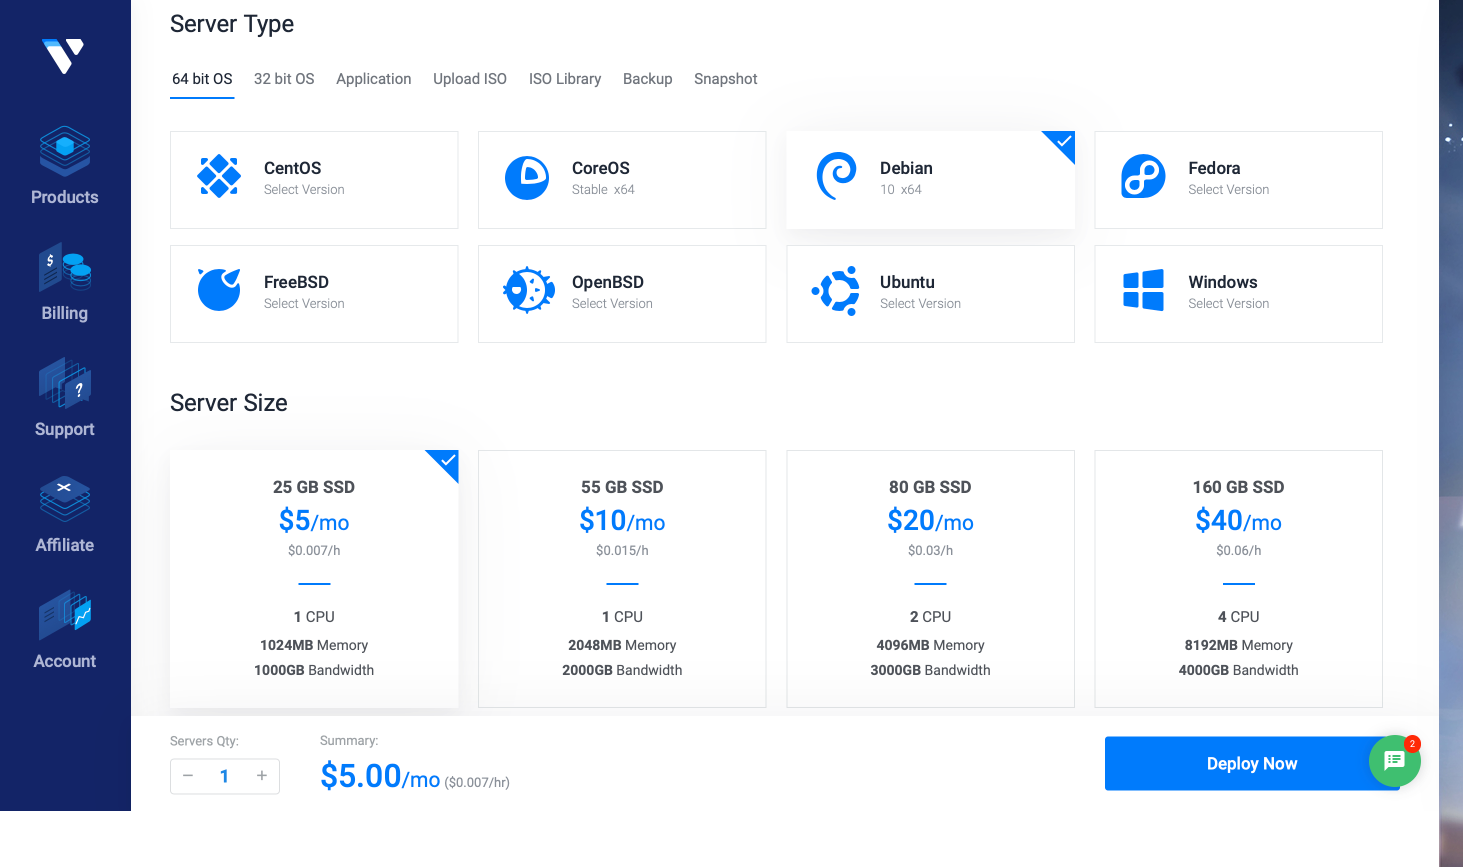 Server Type
64 bit OS 32 bit OS Application Upload ISO ISO Library Backup Snapshot
CentOS
Select Version
CoreOS
Stable x64
Debian
10 x64
Fedora
Select Version
FreeBSD
Select Version
OpenBSD
Select Version
Ubuntu
Select Version
Windows
Select Version
Products
$
Billing
?
Support
Affiliate
Account
Server Size
25 GB SSD
$5/mo
$0.007/h
1 CPU
1024MB Memory
1000GB Bandwidth
55 GB SSD
$10/mo
$0.015/h
1 CPU
2048MB Memory
2000GB Bandwidth
80 GB SSD
$20/mo
$0.03/h
2 CPU
4096MB Memory
3000GB Bandwidth
160 GB SSD
$40/mo
$0.06/h
4 CPU
8192MB Memory
4000GB Bandwidth
Servers Qty:
− 1 +
Summary:
$5.00/mo ($0.007/hr)
Deploy Now
2